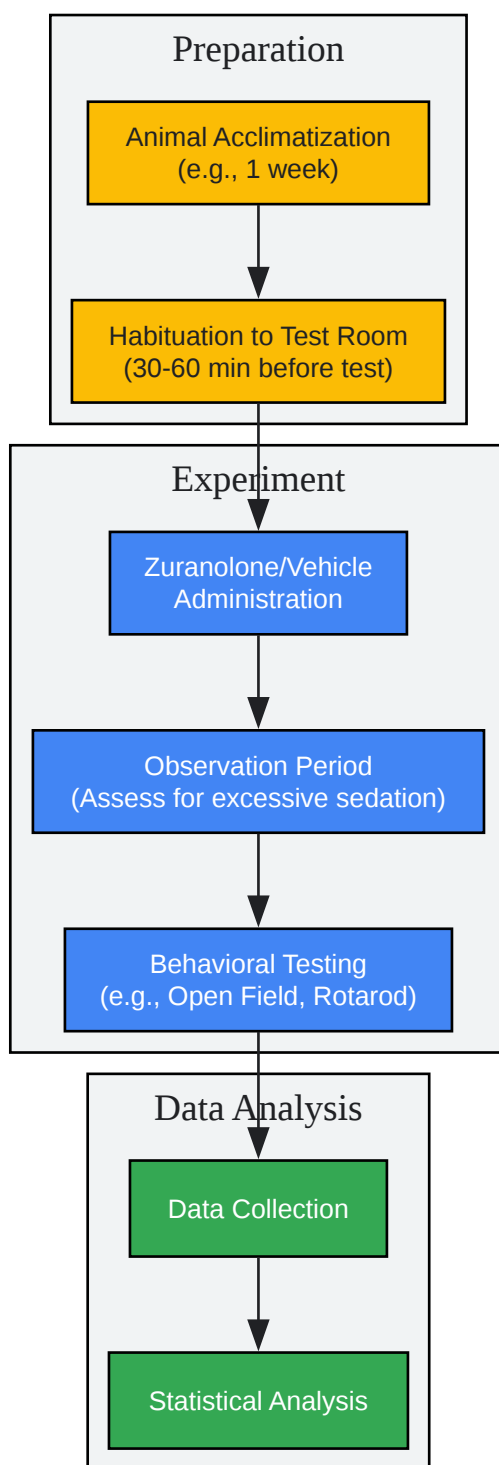 Preparation
Animal Acclimatization
(e.g., 1 week)
Habituation to Test Room
(30-60 min before test)
Experiment
Zuranolone/Vehicle
Administration
Observation Period
(Assess for excessive sedation)
Behavioral Testing
(e.g., Open Field, Rotarod)
Data Analysis
Data Collection
Statistical Analysis